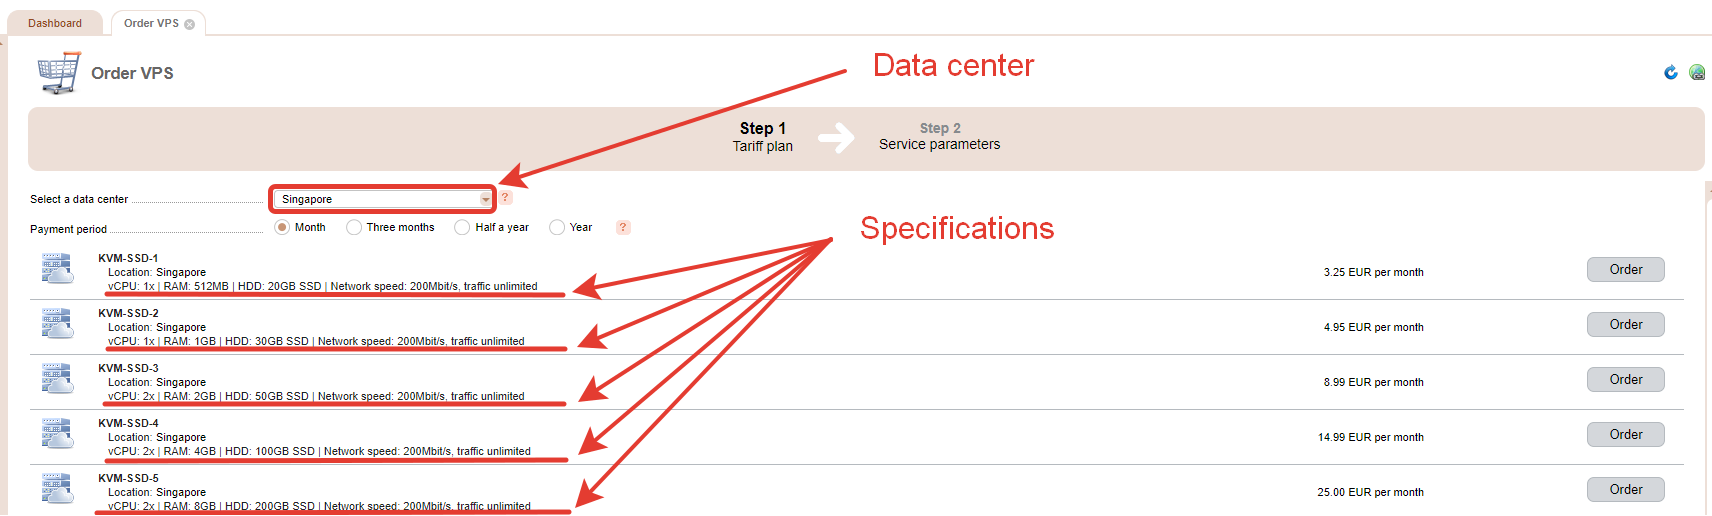 Dashboard
Order VPS
Order VPS
Data center
Step 1
Tariff plan
Step 2
Service parameters
Select a data center
Singapore
?
Payment period
Month
Three months
Half a year
Year
?
Specifications
KVM-SSD-1
Location: Singapore
vCPU: 1x | RAM: 512MB | HDD: 20GB SSD | Network speed: 200Mbit/s, traffic unlimited
3.25 EUR per month
Order
KVM-SSD-2
Location: Singapore
vCPU: 1x | RAM: 1GB | HDD: 30GB SSD | Network speed: 200Mbit/s, traffic unlimited
4.95 EUR per month
Order
KVM-SSD-3
Location: Singapore
vCPU: 2x | RAM: 2GB | HDD: 50GB SSD | Network speed: 200Mbit/s, traffic unlimited
8.99 EUR per month
Order
KVM-SSD-4
Location: Singapore
vCPU: 2x | RAM: 4GB | HDD: 100GB SSD | Network speed: 200Mbit/s, traffic unlimited
14.99 EUR per month
Order
KVM-SSD-5
Location: Singapore
vCPU: 2x | RAM: 8GB | HDD: 200GB SSD | Network speed: 200Mbit/s, traffic unlimited
25.00 EUR per month
Order